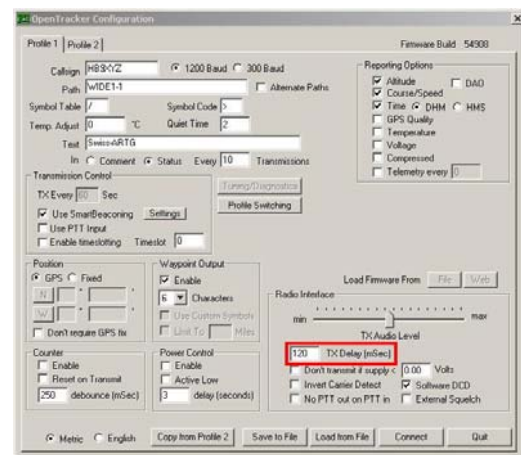 OpenTracker Configuration
Profile 1 Profile 2
Firmware Build 54908
Callsign HB9XYZ 1200 Baud 300 Baud
Path WIDE1-1 Alternate Paths
Symbol Table / Symbol Code >
Temp. Adjust 0 °C Quiet Time 2
Text Swiss-ARTG
In Comment Status Every 10 Transmissions
Reporting Options
Altitude DAO
Course/Speed
Time DHM HMS
GPS Quality
Temperature
Voltage
Compressed
Telemetry every 0
Transmission Control
TX Every 60 Sec
Use SmartBeaconing Settings
Use PTT Input
Enable timeslotting Timeslot 0
Tuning/Diagnostics
Profile Switching
Position
GPS Fixed
N ° '
W ° '
Don't require GPS fix
Waypoint Output
Enable
6 Characters
Use Custom Symbols
Limit To Miles
Load Firmware From File Web
Radio Interface
min max
TX Audio Level
120 TX Delay (mSec)
Don't transmit if supply < 0.00 Volts
Invert Carrier Detect Software DCD
No PTT out on PTT in External Squelch
Counter
Enable
Reset on Transmit
250 debounce (mSec)
Power Control
Enable
Active Low
3 delay (seconds)
Metric English Copy from Profile 2 Save to File Load from File Connect Quit